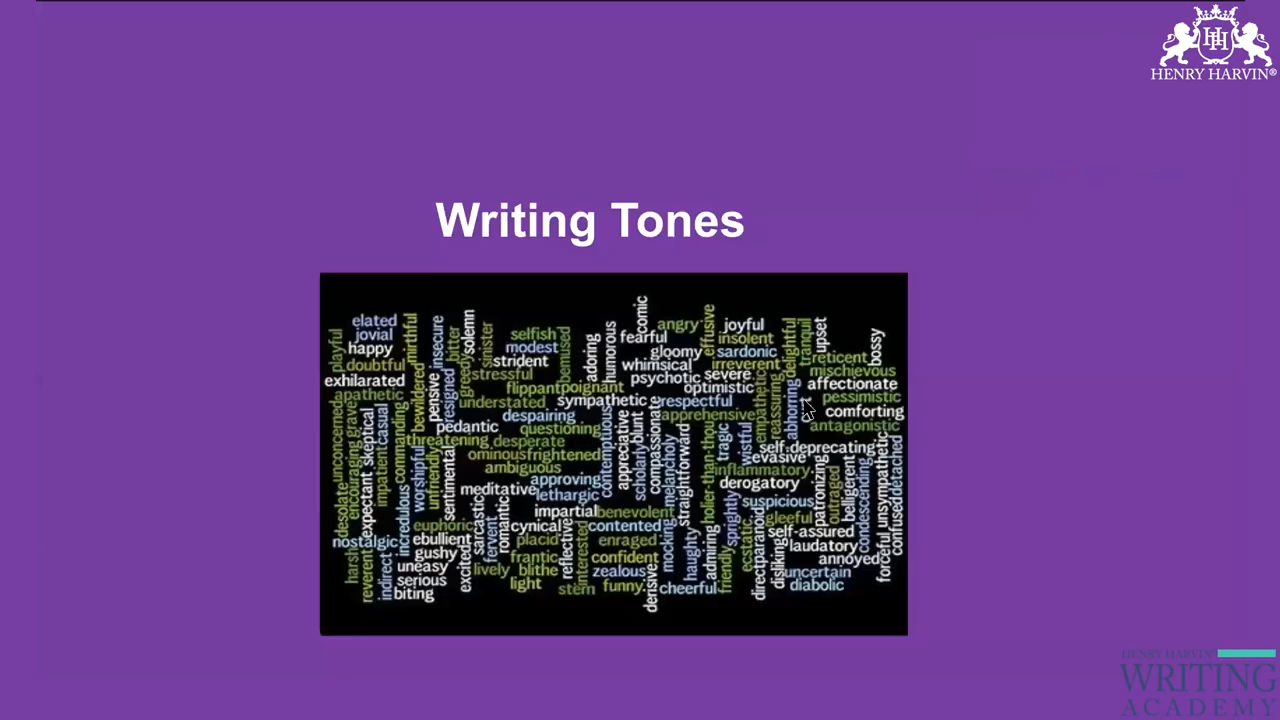 HENRY HARVIN®
Writing Tones
elated
jovial
happy
playful
doubtful
mirthful
exhilarated
apathetic
insecure
bitter
solemn
sinister
greedy
selfish
modest
strident
bemused
stressful
bewildered
pensive
resigned
flippant
poignant
understated
sympathetic
despairing
pedantic
questioning
threatening
desperate
ominous
frightened
ambiguous
adoring
humorous
comic
fearful
angry
gloomy
whimsical
psychotic
severe
optimistic
respectful
apprehensive
effusive
joyful
insolent
sardonic
irreverent
delightful
tranquil
upset
reticent
bossy
mischievous
affectionate
pessimistic
comforting
antagonistic
empathetic
reassuring
abhorring
unconcerned
encouraging
desolate
skeptical
expectant
casual
impatient
commanding
incredulous
worshipful
unfriendly
sentimental
meditative
approving
lethargic
contemptuous
appreciative
blunt
scholarly
compassionate
melancholy
straightforward
holier-than-thou
tragic
wistful
self-deprecating
evasive
inflammatory
derogatory
suspicious
patronizing
outraged
belligerent
condescending
unsympathetic
forceful
detached
confused
nostalgic
euphoric
ebullient
gushy
uneasy
serious
biting
harsh
reverent
indirect
sarcastic
excited
fervent
romantic
lively
impartial
benevolent
cynical
contented
placid
enraged
frantic
confident
blithe
zealous
light
stern
funny
reflective
interested
derisive
mocking
haughty
admiring
cheerful
friendly
sprightly
ecstatic
paranoid
direct
disliking
gleeful
self-assured
laudatory
annoyed
uncertain
diabolic
HENRY HARVIN®
WRITING
ACADEMY